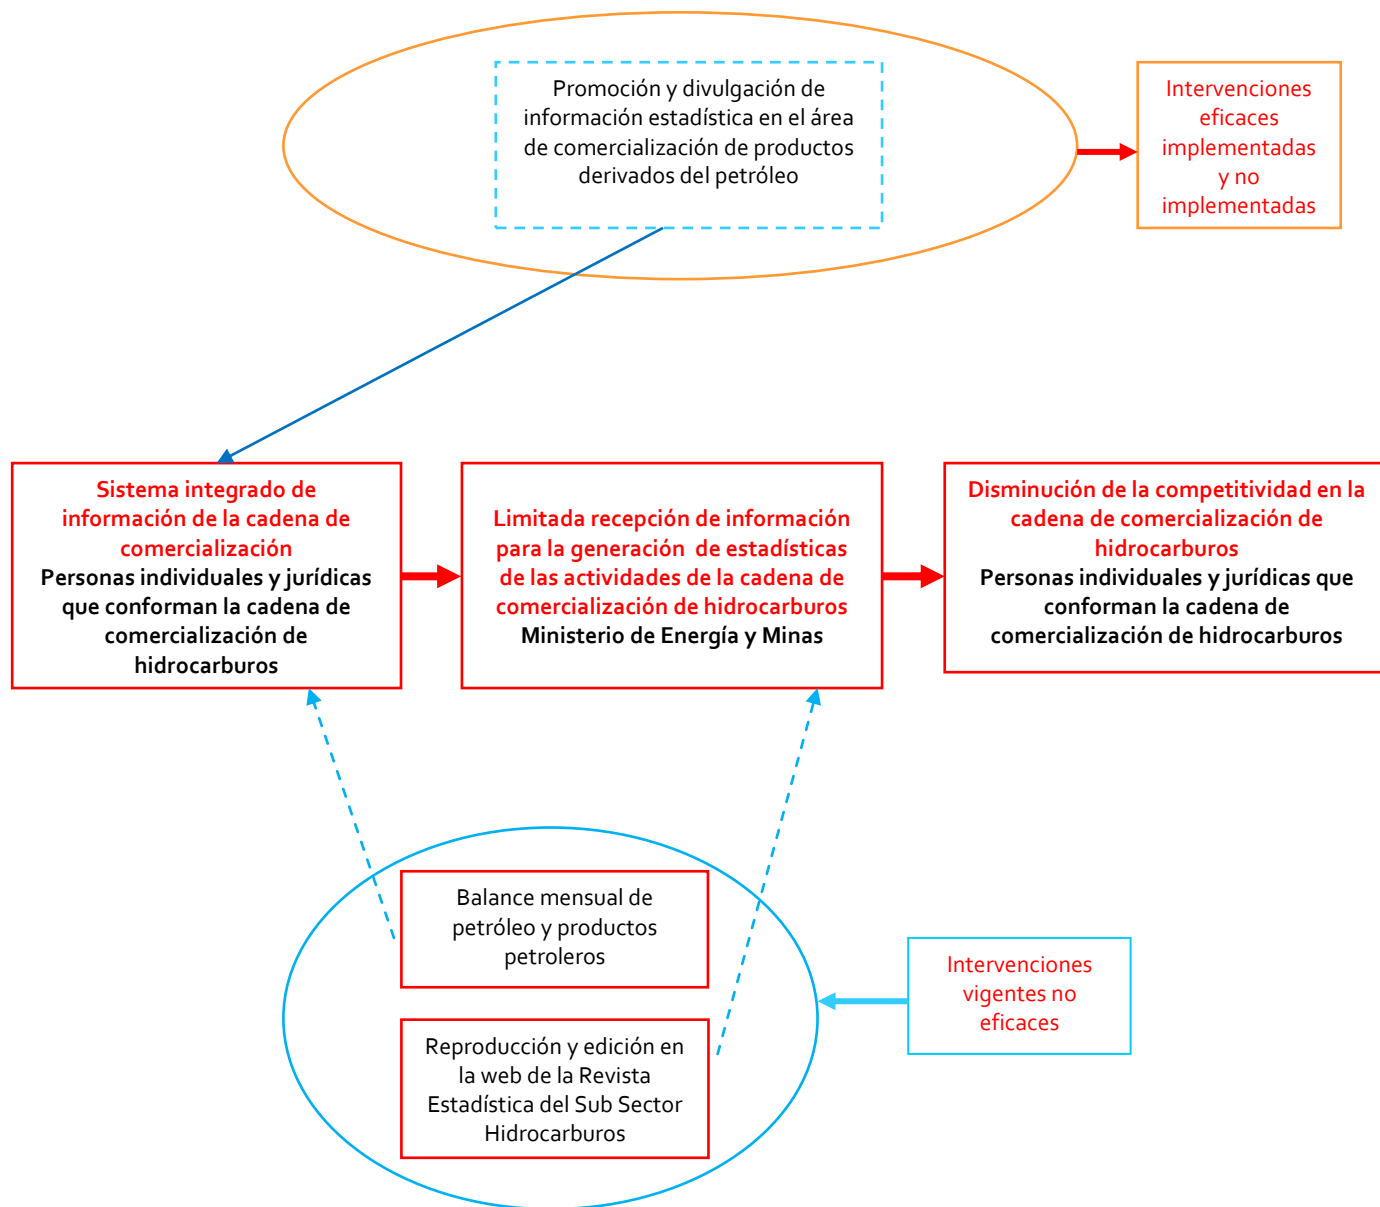 Promoción y divulgación de
información estadística en el área
de comercialización de productos
derivados del petróleo
Intervenciones
eficaces
implementadas
y no
implementadas
Sistema integrado de
información de la cadena de
comercialización
Personas individuales y jurídicas
que conforman la cadena de
comercialización de
hidrocarburos
Limitada recepción de información
para la generación de estadísticas
de las actividades de la cadena de
comercialización de hidrocarburos
Ministerio de Energía y Minas
Disminución de la competitividad en la
cadena de comercialización de
hidrocarburos
Personas individuales y jurídicas que
conforman la cadena de
comercialización de hidrocarburos
Balance mensual de
petróleo y productos
petroleros
Reproducción y edición en
la web de la Revista
Estadística del Sub Sector
Hidrocarburos
Intervenciones
vigentes no
eficaces